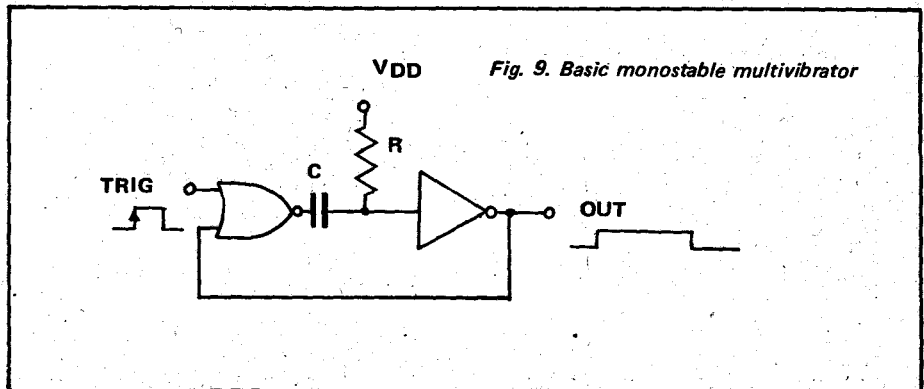 VDD
Fig. 9. Basic monostable multivibrator
R
C
TRIG
OUT